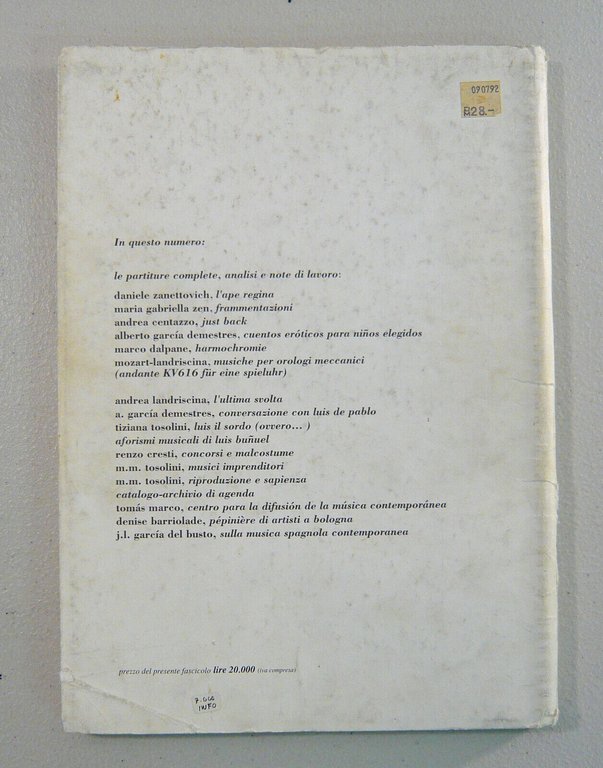 090792
DM28.-
In questo numero:
le partiture complete, analisi e note di lavoro:
daniele zanettovich, l'ape regina
maria gabriella zen, frammentazioni
andrea centazzo, just back
alberto garcía demestres, cuentos eróticos para niños elegidos
marco dalpane, harmochromie
mozart-landriscina, musiche per orologi meccanici
(andante KV616 für eine spieluhr)
andrea landriscina, l'ultima svolta
a. garcía demestres, conversazione con luis de pablo
tiziana tosolini, luis il sordo (ovvero... )
aforismi musicali di luis buñuel
renzo cresti, concorsi e malcostume
m.m. tosolini, musici imprenditori
m.m. tosolini, riproduzione e sapienza
catalogo-archivio di agenda
tomás marco, centro para la difusión de la música contemporánea
denise barriolade, pépinière di artisti a bologna
j.l. garcía del busto, sulla musica spagnola contemporanea
prezzo del presente fascicolo lire 20.000 (iva compresa)
INFO